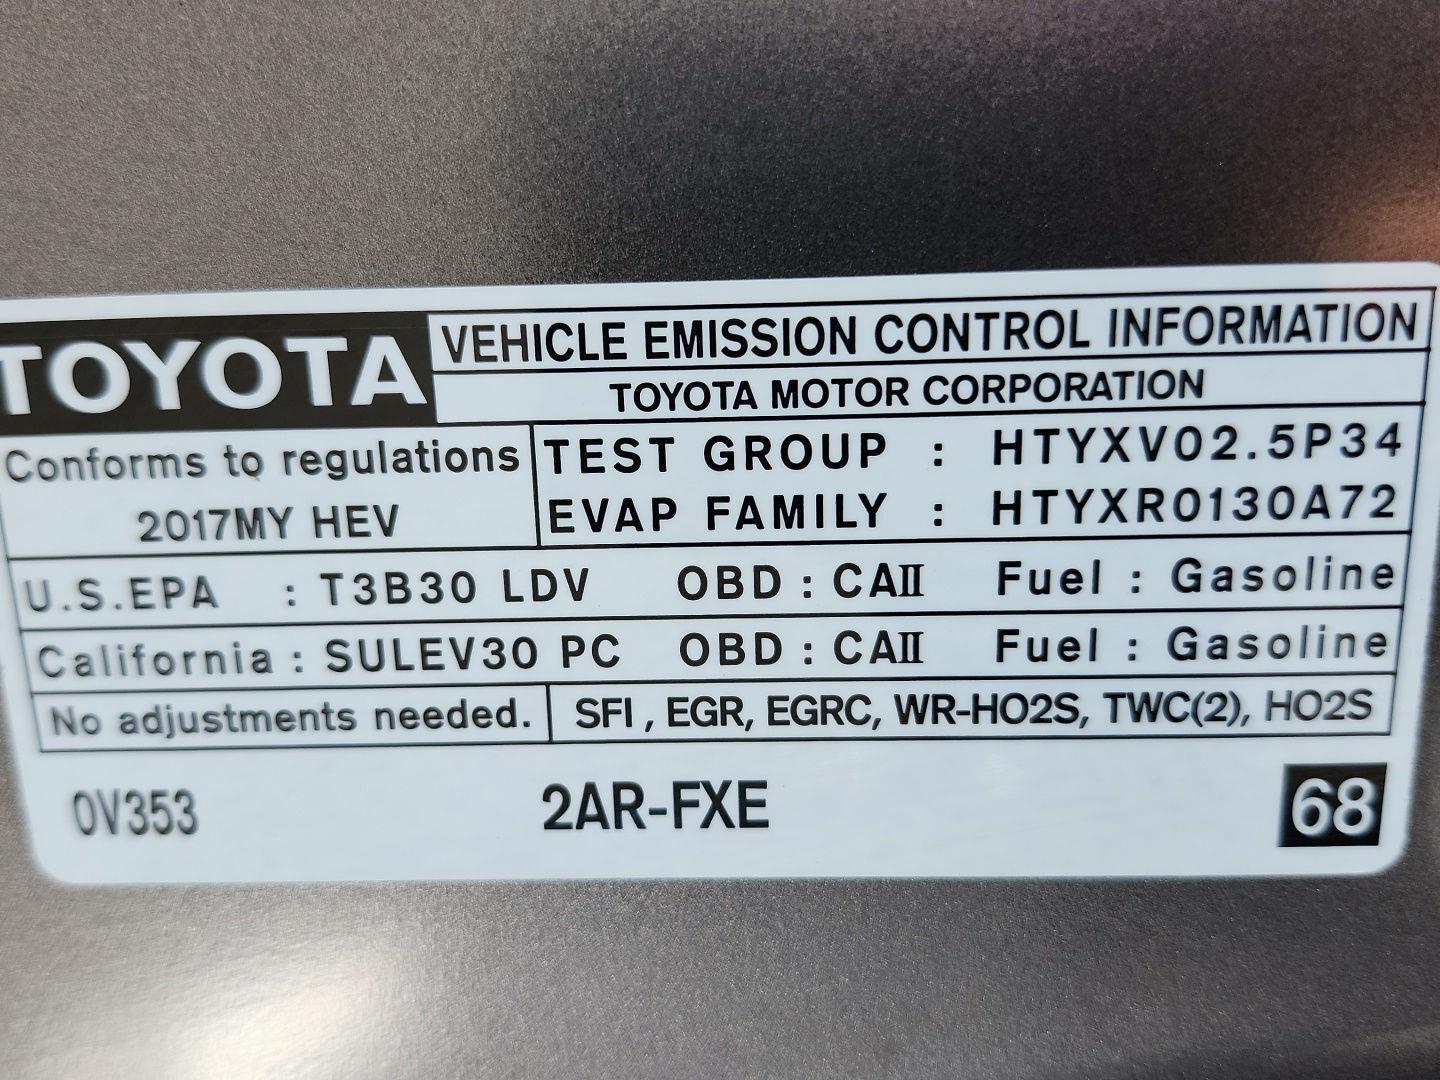 TOYOTA
VEHICLE EMISSION CONTROL INFORMATION
TOYOTA MOTOR CORPORATION
Conforms to regulations
2017MY HEV
TEST GROUP : HTYXV02.5P34
EVAP FAMILY : HTYXR0130A72
U.S.EPA : T3B30 LDV OBD : CAII Fuel : Gasoline
California : SULEV30 PC OBD : CAII Fuel : Gasoline
No adjustments needed. SFI , EGR, EGRC, WR-HO2S, TWC(2), HO2S
0V353 2AR-FXE 68